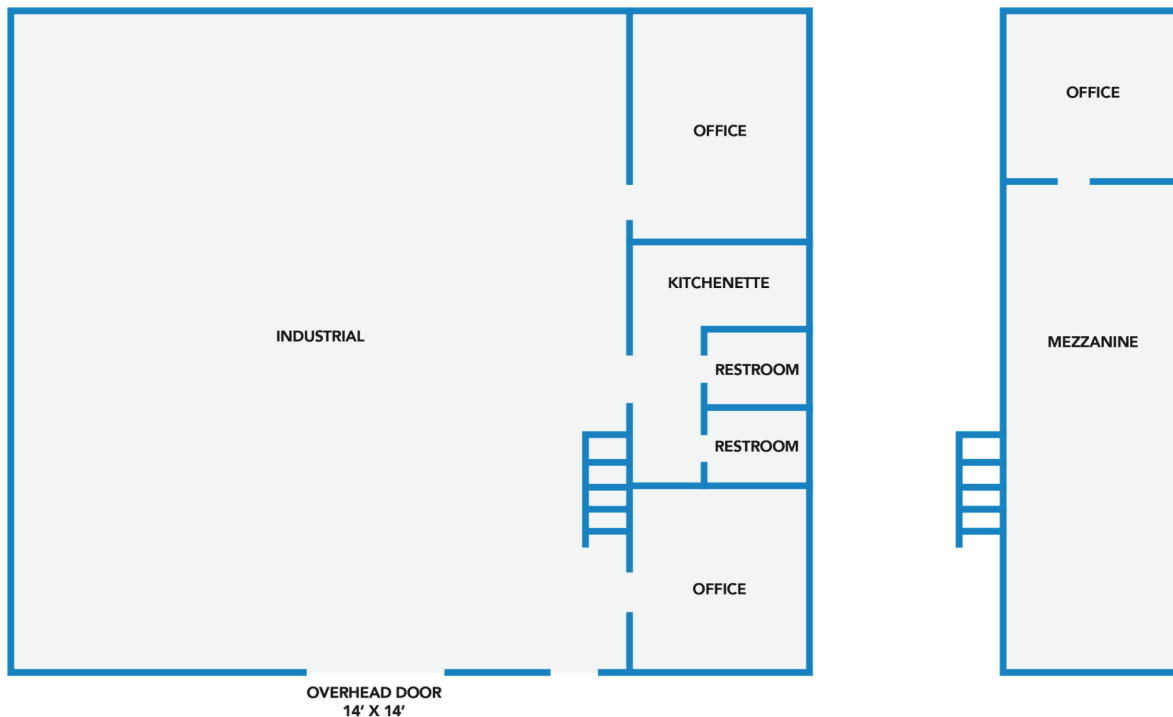 OFFICE
OFFICE
KITCHENETTE
INDUSTRIAL
MEZZANINE
RESTROOM
RESTROOM
OFFICE
OVERHEAD DOOR
14’ X 14’